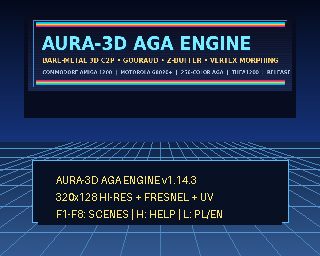 AURA-3D AGA ENGINE
BARE-METAL 3D C2P • GOURAUD • Z-BUFFER • VERTEX MORPHING
COMMODORE AMIGA 1200 | MOTOROLA 68020+ | 256-COLOR AGA | THEA1200 | RELEASE
AURA-3D AGA ENGINE v1.14.3
320x128 HI-RES + FRESNEL + UV
F1-F8: SCENES | H: HELP | L: PL/EN